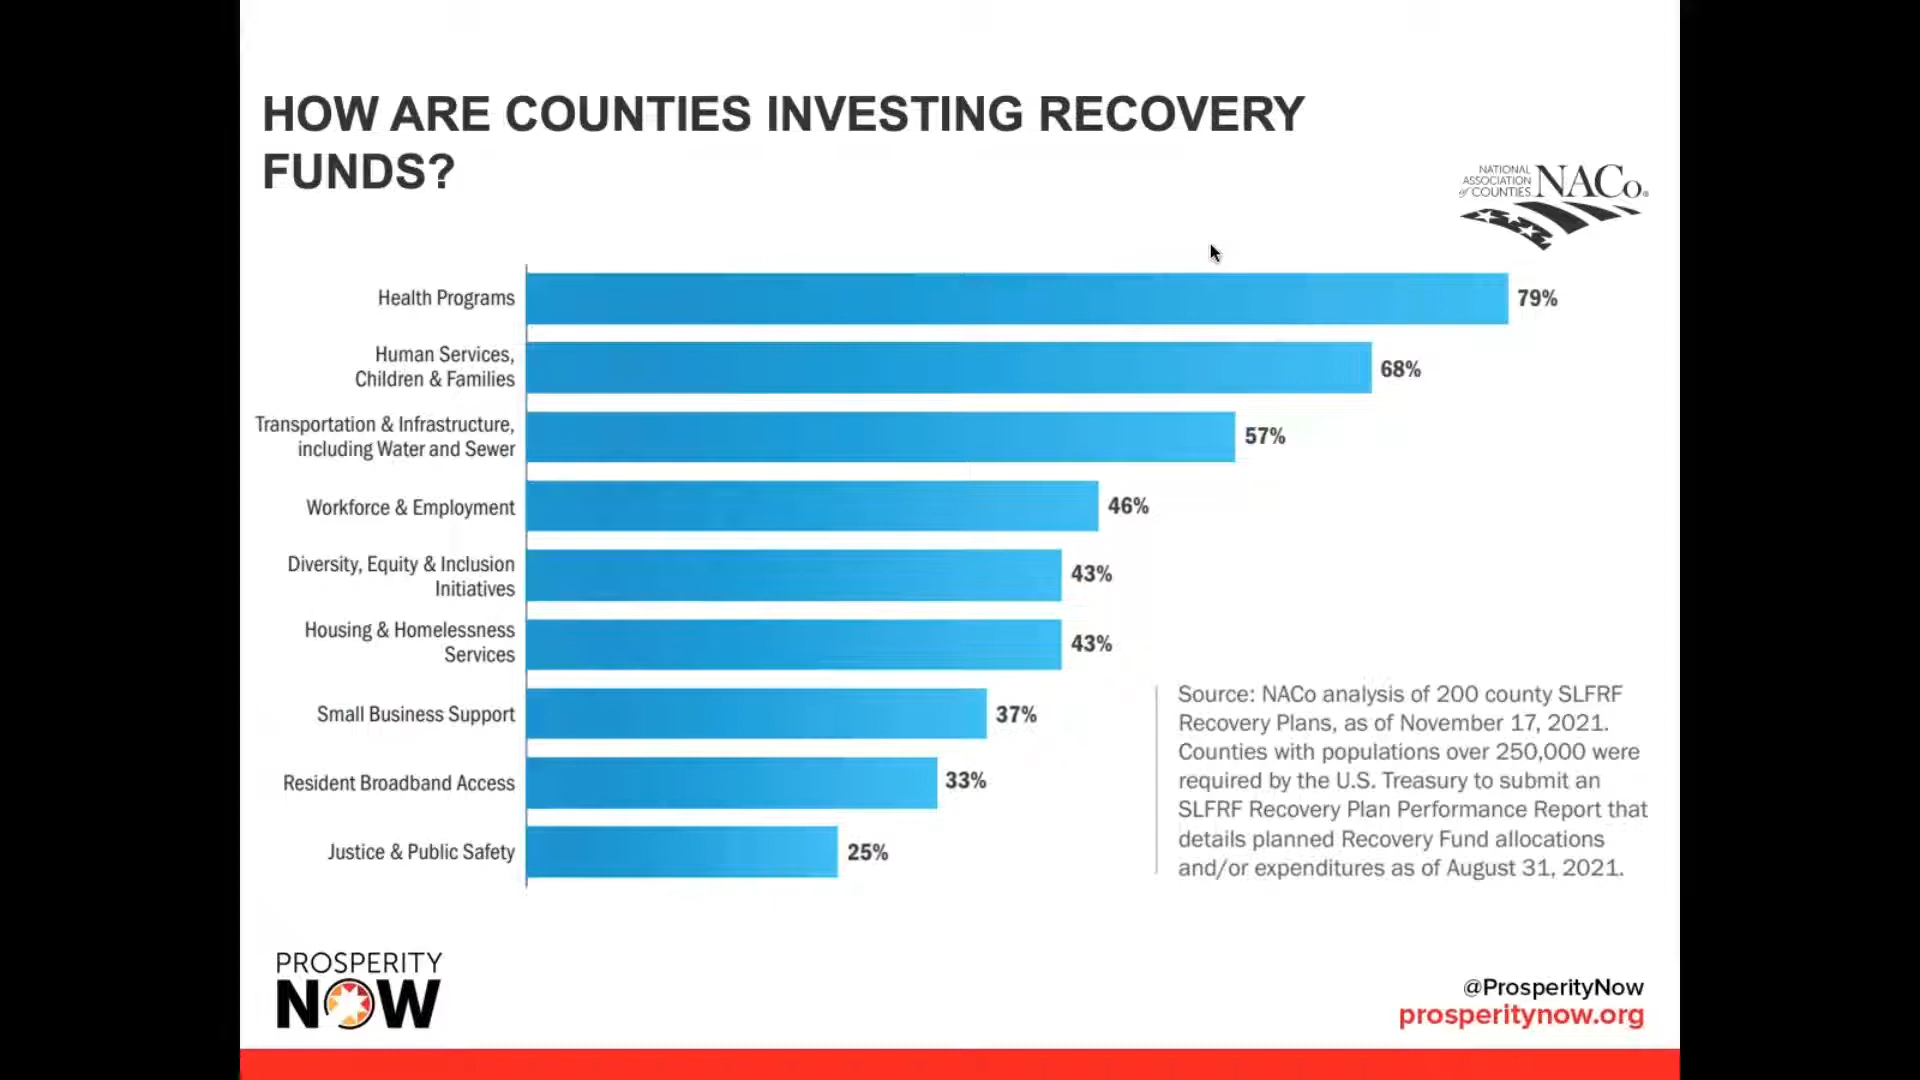 HOW ARE COUNTIES INVESTING RECOVERY
FUNDS?
NATIONAL
ASSOCIATION
of COUNTIES
NACo®
Health Programs
79%
Human Services,
Children & Families
68%
Transportation & Infrastructure,
including Water and Sewer
57%
Workforce & Employment
46%
Diversity, Equity & Inclusion
Initiatives
43%
Housing & Homelessness
Services
43%
Small Business Support
37%
Resident Broadband Access
33%
Justice & Public Safety
25%
Source: NACo analysis of 200 county SLFRF
Recovery Plans, as of November 17, 2021.
Counties with populations over 250,000 were
required by the U.S. Treasury to submit an
SLFRF Recovery Plan Performance Report that
details planned Recovery Fund allocations
and/or expenditures as of August 31, 2021.
PROSPERITY
NOW
@ProsperityNow
prosperitynow.org